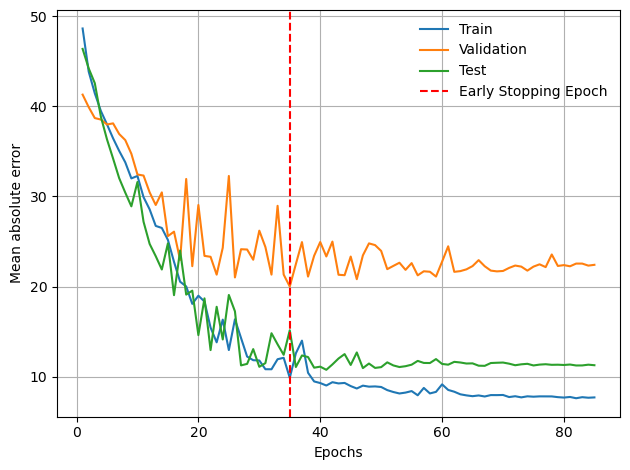 50
40
30
20
10
0
20
40
60
80
Mean absolute error
Epochs
Train
Validation
Test
Early Stopping Epoch